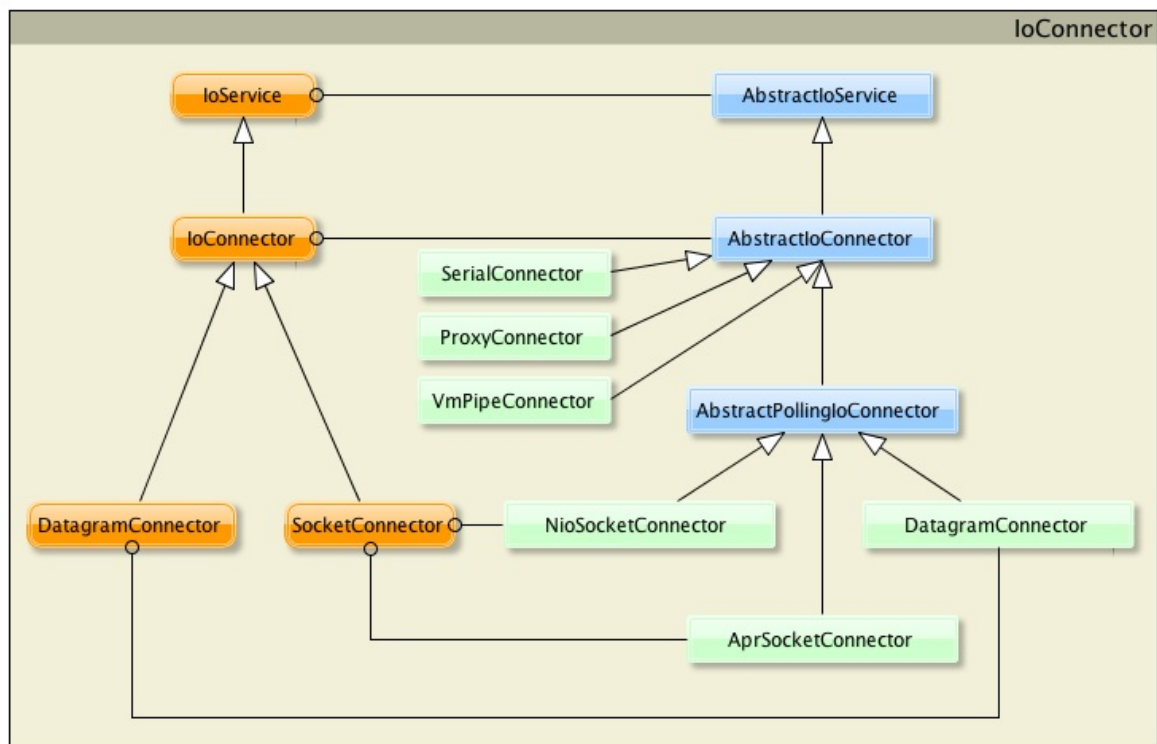 IoConnector
IoService
AbstractIoService
IoConnector
AbstractIoConnector
SerialConnector
ProxyConnector
VmPipeConnector
AbstractPollingIoConnector
DatagramConnector
SocketConnector
NioSocketConnector
DatagramConnector
AprSocketConnector